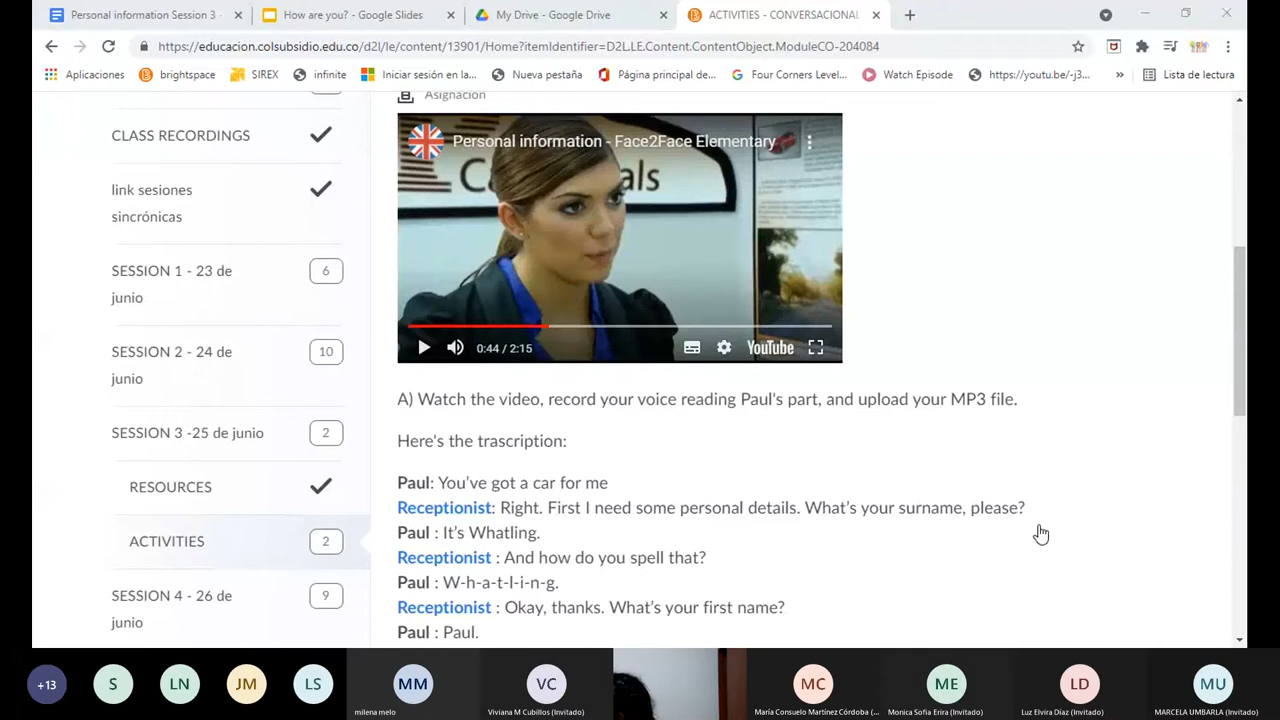 Personal information Session 3 -
How are you? - Google Slides
My Drive - Google Drive
ACTIVITIES - CONVERSACIONAL
https://educacion.colsubsidio.edu.co/d2l/le/content/13901/Home?itemIdentifier=D2L.LE.Content.ContentObject.ModuleCO-204084
Aplicaciones
brightspace
SIREX
infinite
Iniciar sesión en la...
Nueva pestaña
Página principal de...
Four Corners Level...
Watch Episode
https://youtu.be/-j3...
»
Lista de lectura
CLASS RECORDINGS
link sesiones
sincrónicas
SESSION 1 - 23 de
junio
6
SESSION 2 - 24 de
junio
10
SESSION 3 -25 de junio
2
RESOURCES
ACTIVITIES
2
SESSION 4 - 26 de
junio
9
Asignación
Personal information - Face2Face Elementary
0:44 / 2:15
YouTube
A) Watch the video, record your voice reading Paul's part, and upload your MP3 file.
Here's the trascription:
Paul: You've got a car for me
Receptionist: Right. First I need some personal details. What's your surname, please?
Paul : It's Whatling.
Receptionist : And how do you spell that?
Paul : W-h-a-t-l-i-n-g.
Receptionist : Okay, thanks. What's your first name?
Paul : Paul.
+13
S
LN
JM
LS
MM
milena melo
VC
Viviana M Cubillos (Invitado)
MC
María Consuelo Martínez Córdoba (...
ME
Monica Sofia Erira (Invitado)
LD
Luz Elvira Díaz (Invitado)
MU
MARCELA UMBARLA (Invitado)